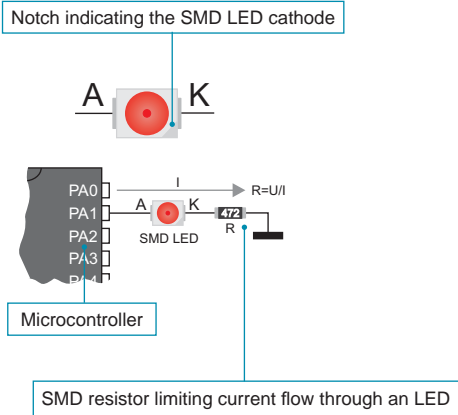 Notch indicating the SMD LED cathode
A K
PA0
I
R=U/I
PA1
A K
472
PA2
SMD LED
R
PA3
PA4
Microcontroller
SMD resistor limiting current flow through an LED